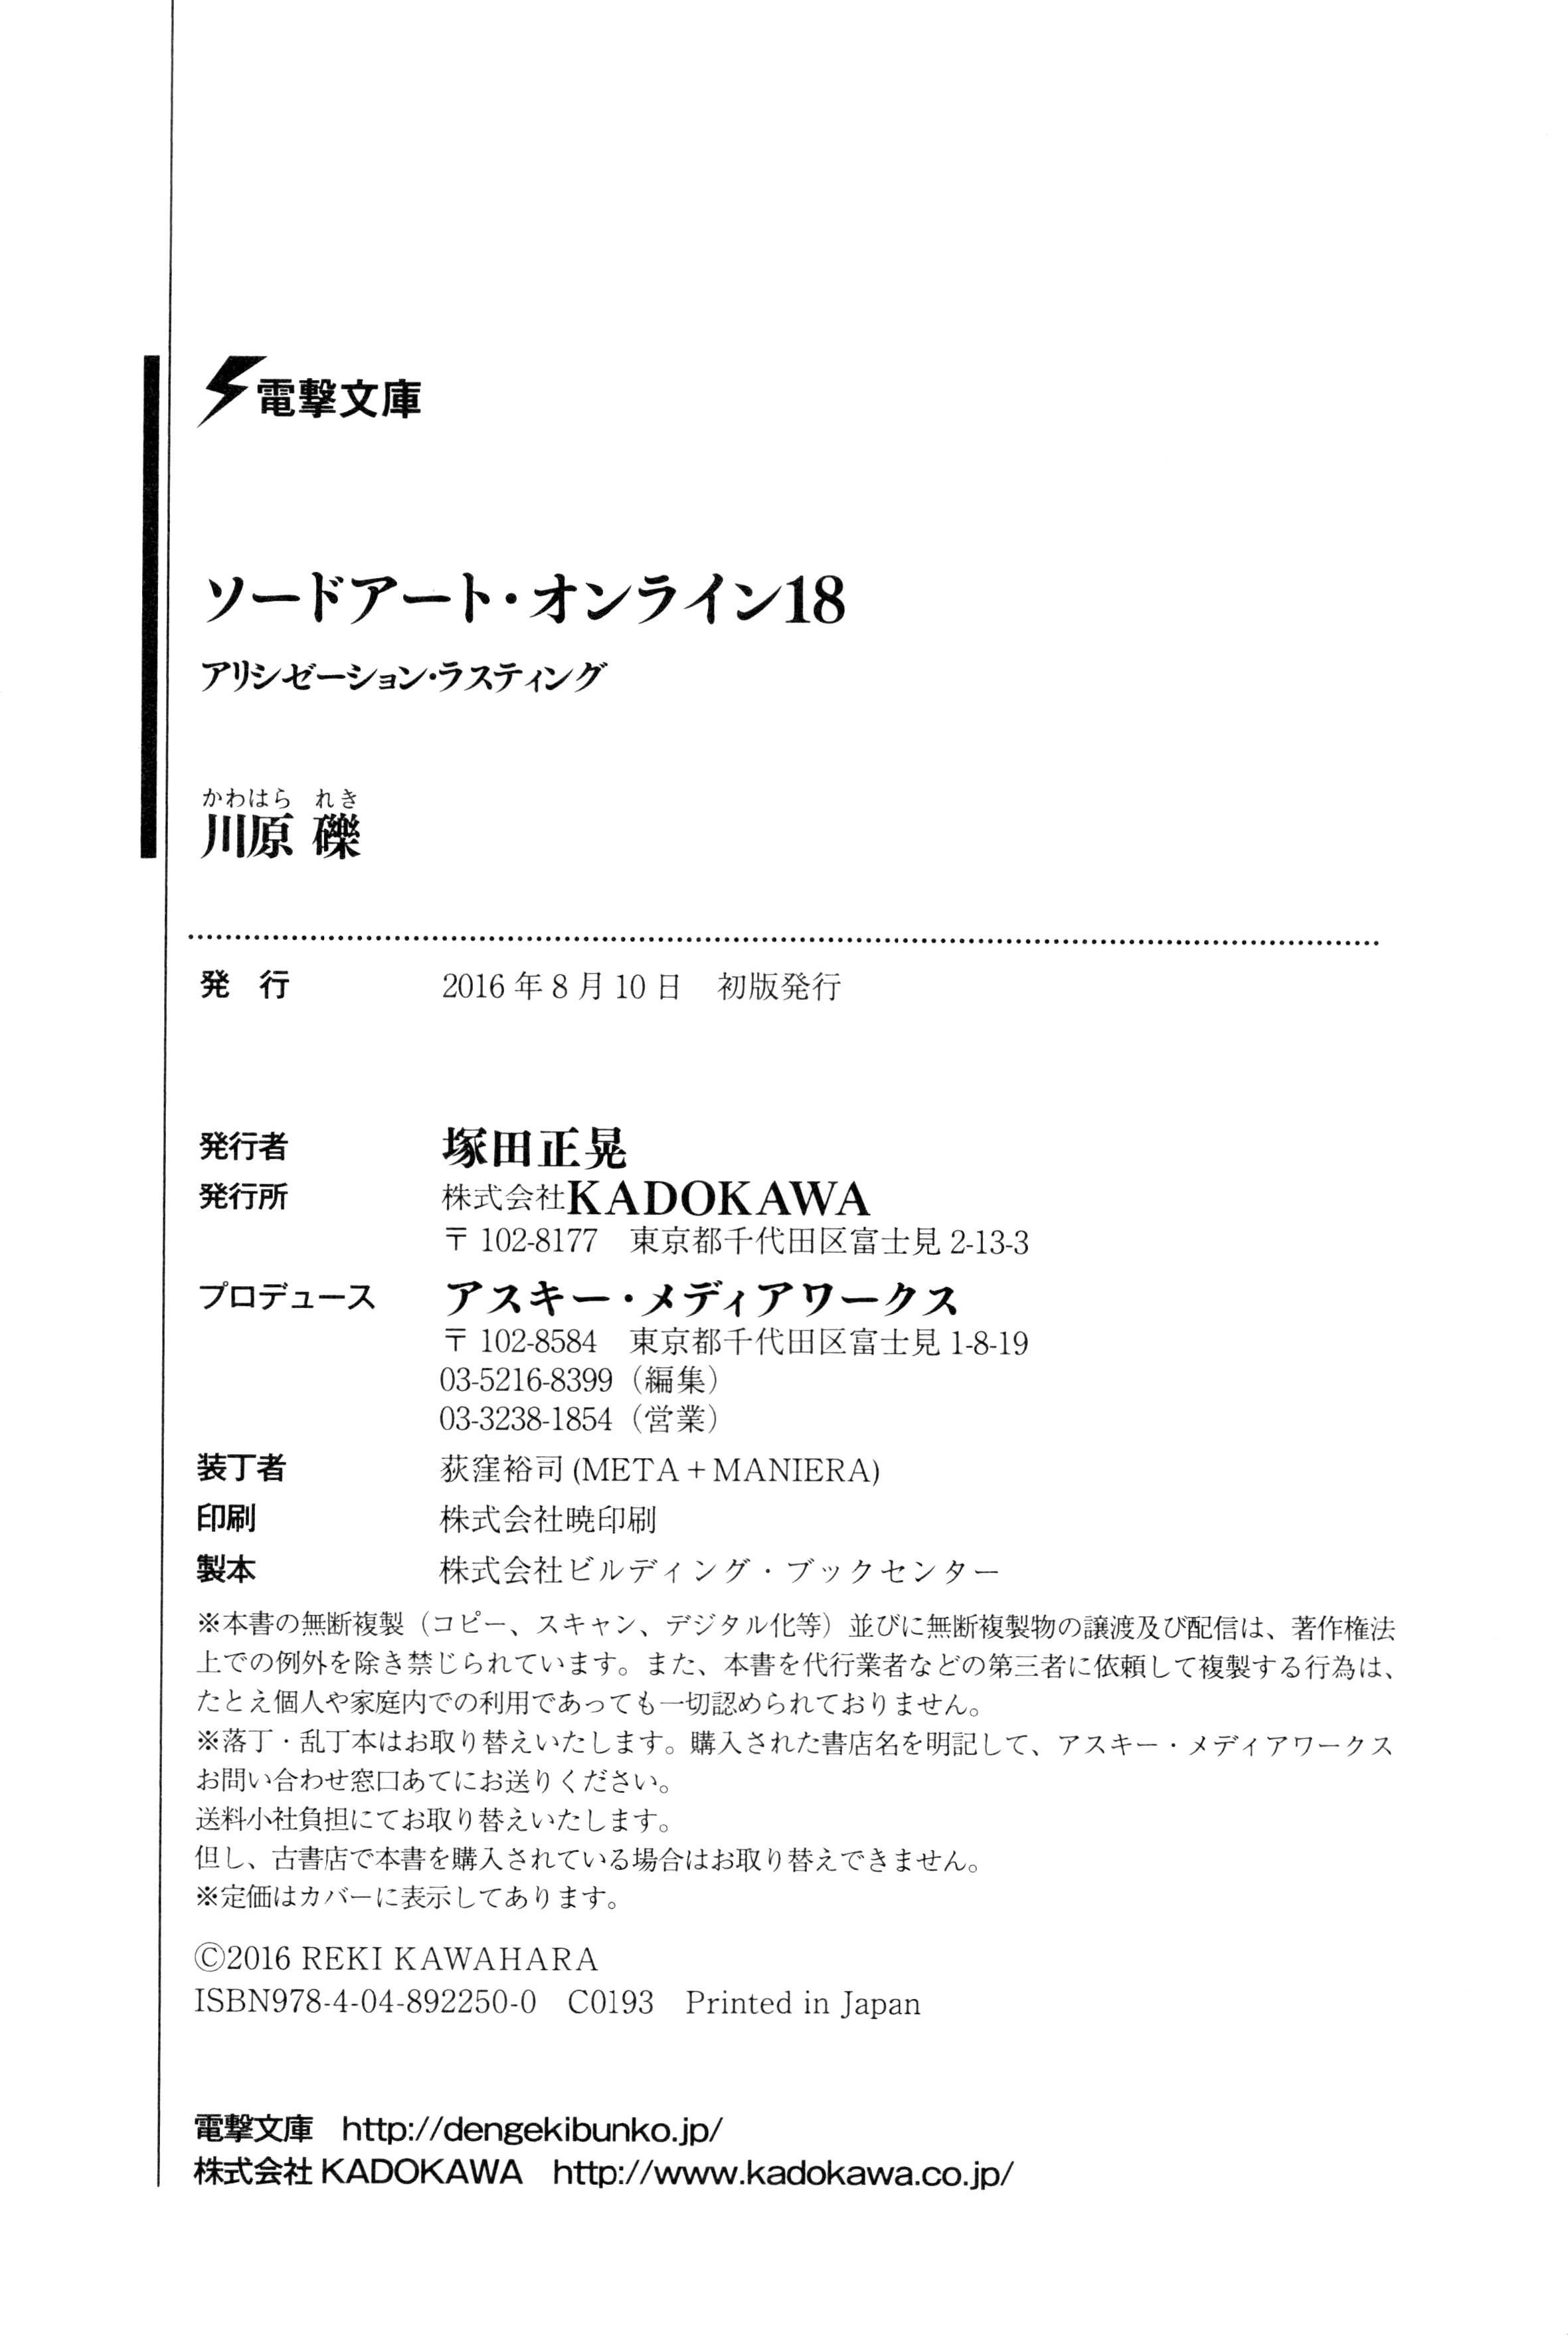 電撃文庫
ソードアート・オンライン18
アリシゼーション・ラスティング
かわはら れき
川原 礫
発 行 2016年8月10日 初版発行
発行者 塚田正晃
発行所 株式会社KADOKAWA
〒102-8177 東京都千代田区富士見2-13-3
プロデュース アスキー・メディアワークス
〒102-8584 東京都千代田区富士見1-8-19
03-5216-8399(編集)
03-3238-1854(営業)
装丁者 荻窪裕司(META+MANIERA)
印刷 株式会社暁印刷
製本 株式会社ビルディング・ブックセンター
※本書の無断複製(コピー、スキャン、デジタル化等)並びに無断複製物の譲渡及び配信は、著作権法
上での例外を除き禁じられています。また、本書を代行業者などの第三者に依頼して複製する行為は、
たとえ個人や家庭内での利用であっても一切認められておりません。
※落丁・乱丁本はお取り替えいたします。購入された書店名を明記して、アスキー・メディアワークス
お問い合わせ窓口あてにお送りください。
送料小社負担にてお取り替えいたします。
但し、古書店で本書を購入されている場合はお取り替えできません。
※定価はカバーに表示してあります。
©2016 REKI KAWAHARA
ISBN978-4-04-892250-0 C0193 Printed in Japan
電撃文庫 http://dengekibunko.jp/
株式会社KADOKAWA http://www.kadokawa.co.jp/